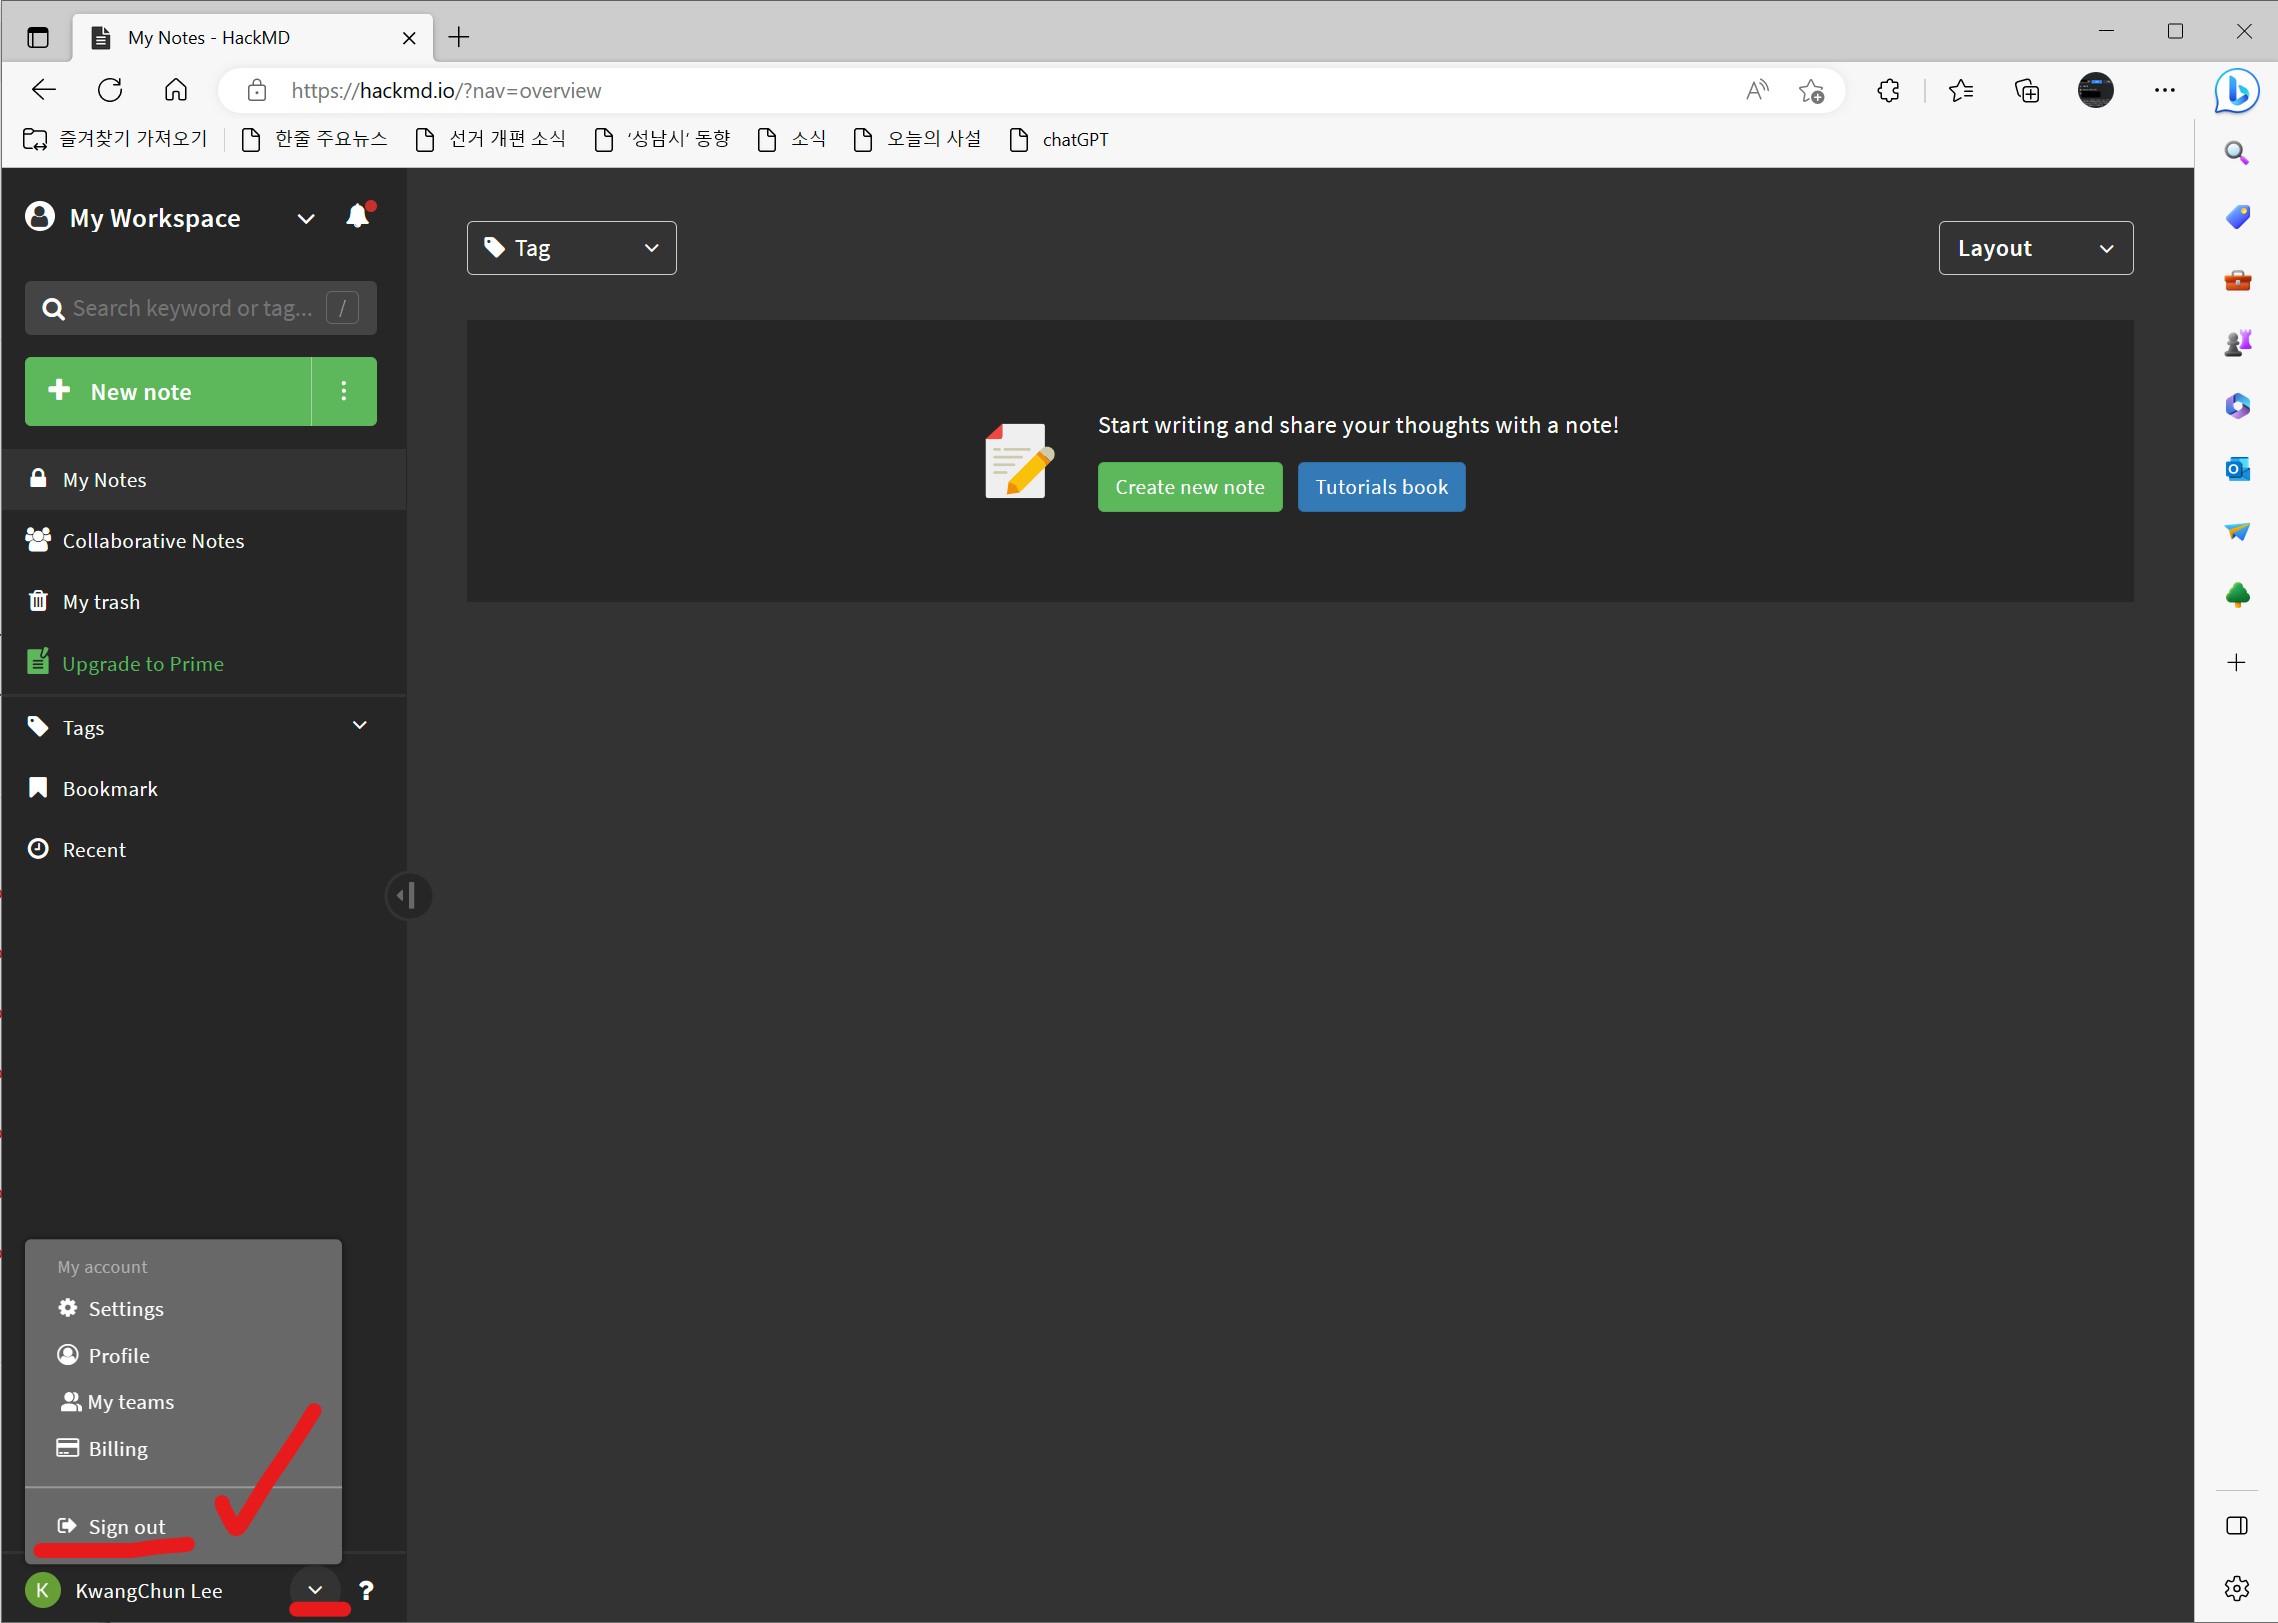 My Notes - HackMD
https://hackmd.io/?nav=overview
즐겨찾기 가져오기 한줄 주요뉴스 선거 개편 소식 '성남시' 동향 소식 오늘의 사설 chatGPT
My Workspace
Tag
Layout
Search keyword or tag... /
New note
Start writing and share your thoughts with a note!
Create new note Tutorials book
My Notes
Collaborative Notes
My trash
Upgrade to Prime
Tags
Bookmark
Recent
My account
Settings
Profile
My teams
Billing
Sign out
K KwangChun Lee ?